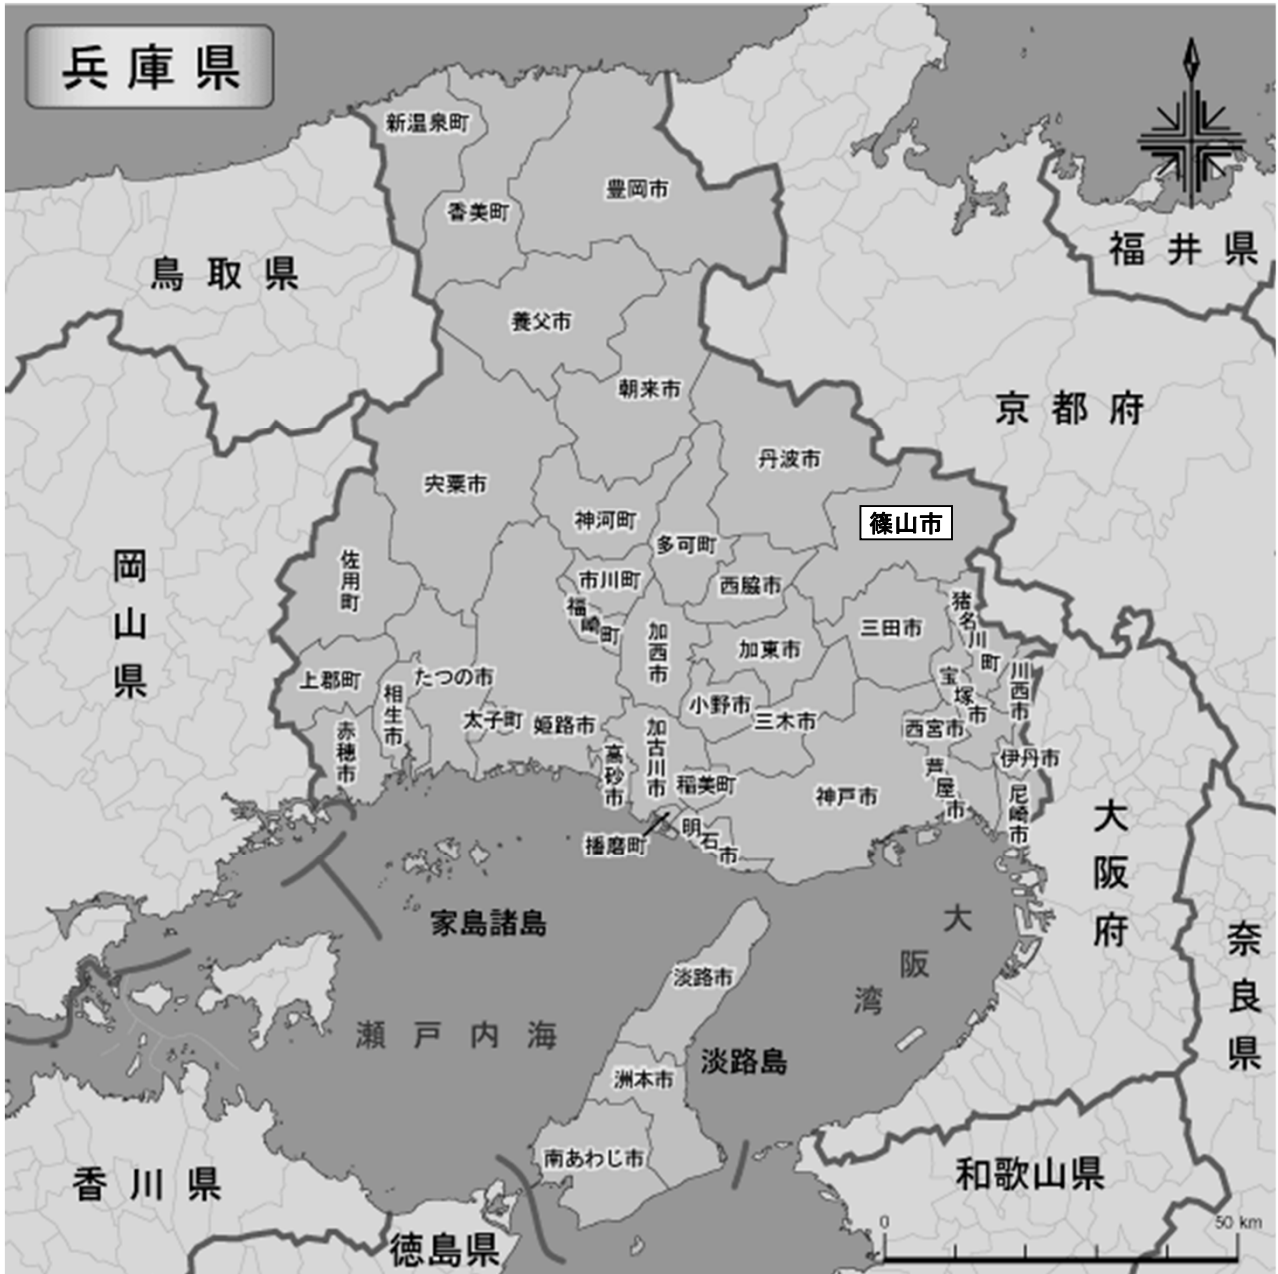 兵庫県
新温泉町
豊岡市
香美町
鳥取県
福井県
養父市
朝来市
京都府
丹波市
宍粟市
篠山市
神河町
多可町
岡山県
佐用町
市川町
西脇市
福崎町
猪名川町
加西市
加東市
三田市
上郡町
たつの市
相生市
宝塚市
川西市
小野市
太子町
姫路市
三木市
赤穂市
加古川市
西宮市
高砂市
伊丹市
稲美町
神戸市
芦屋市
尼崎市
播磨町
明石市
大阪府
家島諸島
大阪湾
奈良県
淡路市
瀬戸内海
淡路島
洲本市
南あわじ市
香川県
和歌山県
徳島県
0
50 km